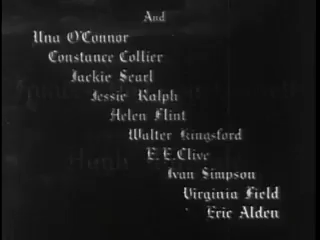 And
Una O'Connor
Constance Collier
Jackie Searl
Jessie Ralph
Helen Flint
Walter Kingsford
E.E.Clive
Ivan Simpson
Virginia Field
Eric Alden